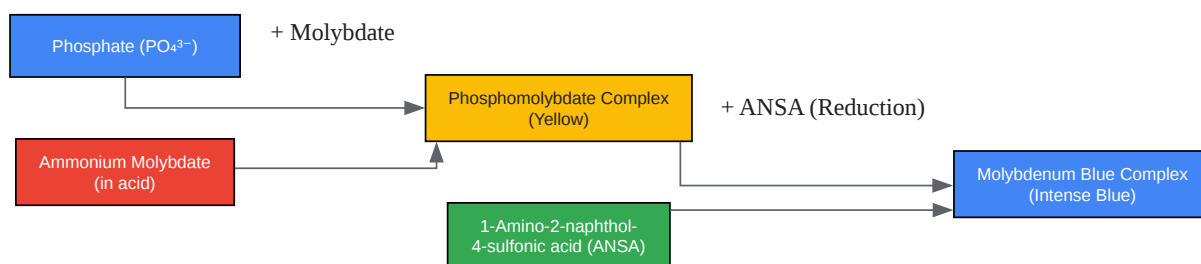 Phosphate (PO₄³⁻)
+ Molybdate
Ammonium Molybdate
(in acid)
Phosphomolybdate Complex
(Yellow)
+ ANSA (Reduction)
1-Amino-2-naphthol-
4-sulfonic acid (ANSA)
Molybdenum Blue Complex
(Intense Blue)